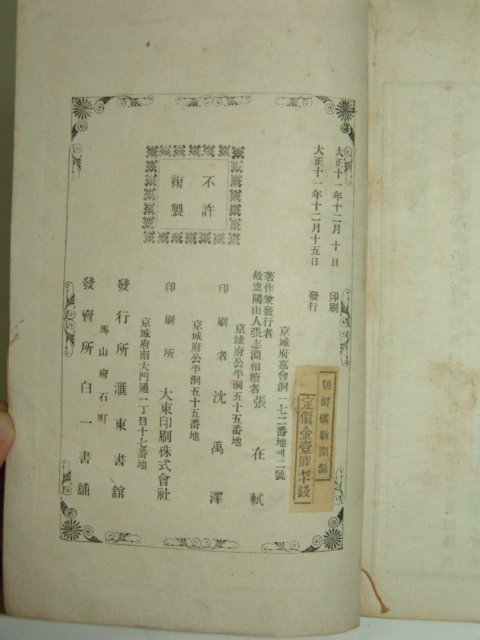 大正十一年十二月十日 印刷
大正十一年十二月十五日 發行
朝鮮儒敎淵源
定價金壹圓
不許
複製
京城府嘉會洞一七二番地에二號
著作兼發行者
故嵩陽山人張志淵相續者 張在軾
京城府公平洞五十五番地
印刷者 沈禹澤
京城府公平洞五十五番地
印刷所 大東印刷株式會社
京城府南大門通一丁目十七番地
發行所 滙東書館
馬山府石町
發賣所 白一書舖